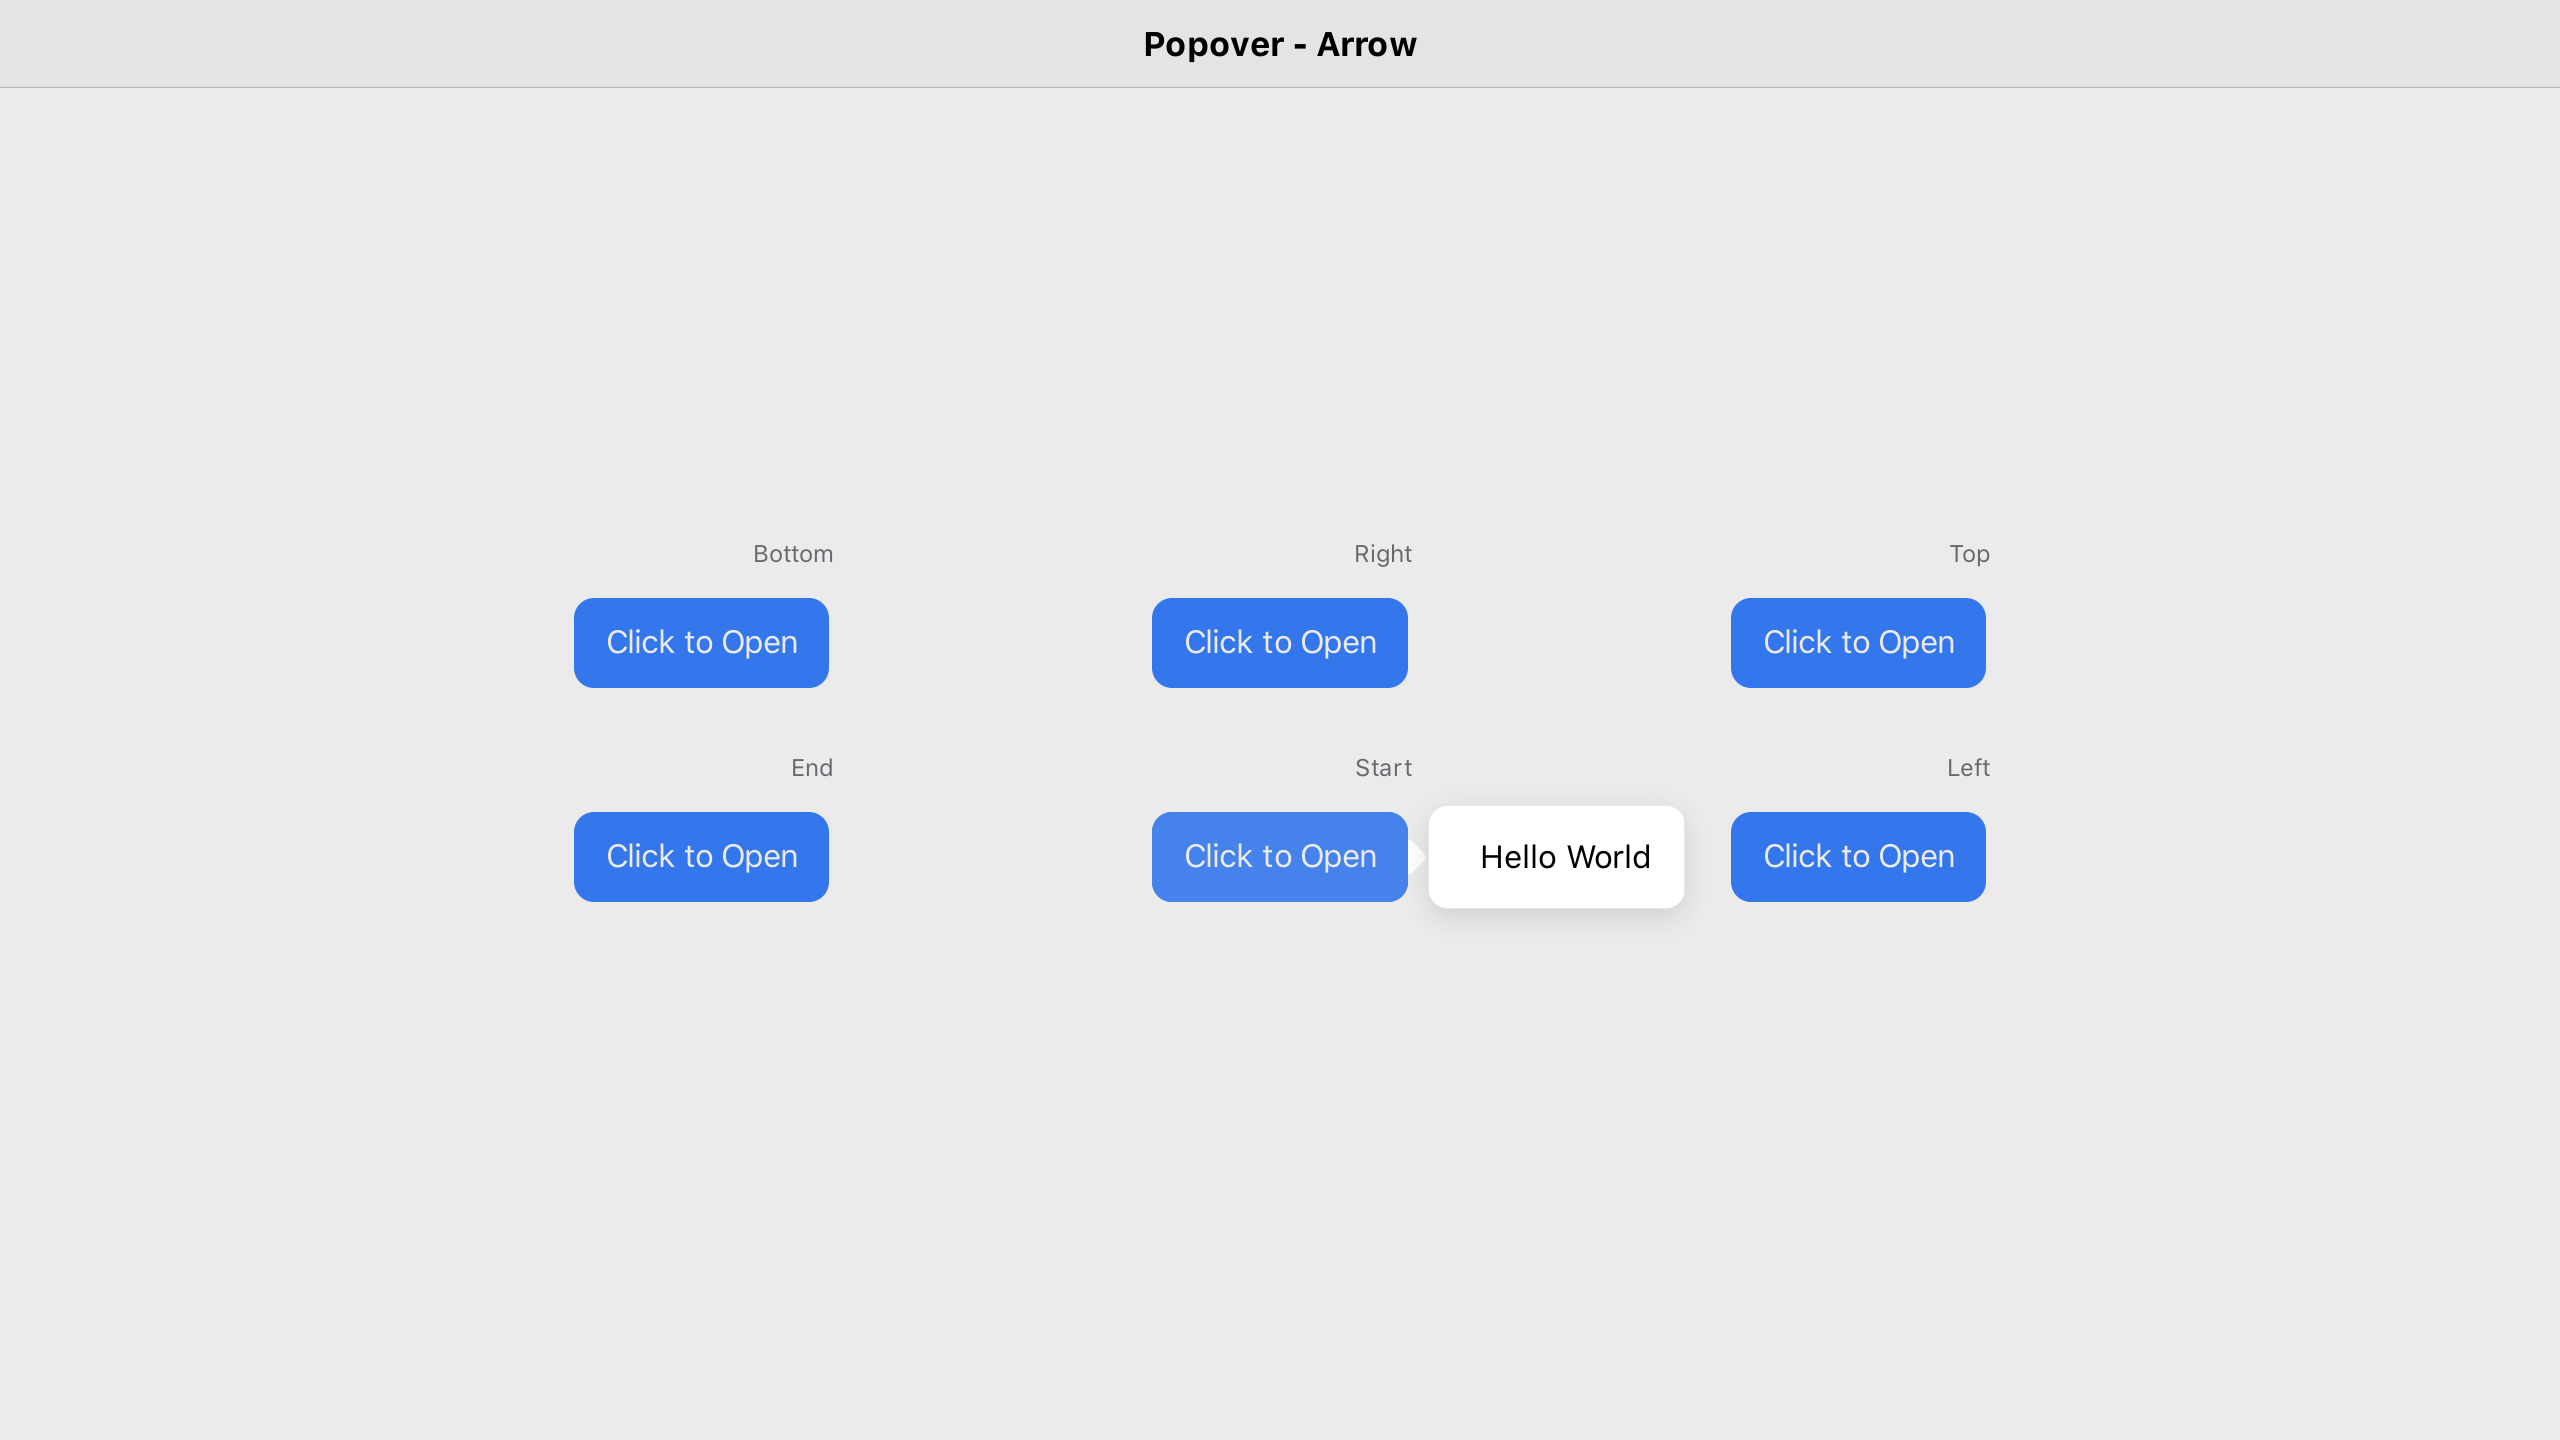 Popover - Arrow
Bottom
Right
Top
Click to Open
Click to Open
Click to Open
End
Start
Left
Click to Open
Click to Open
Hello World
Click to Open